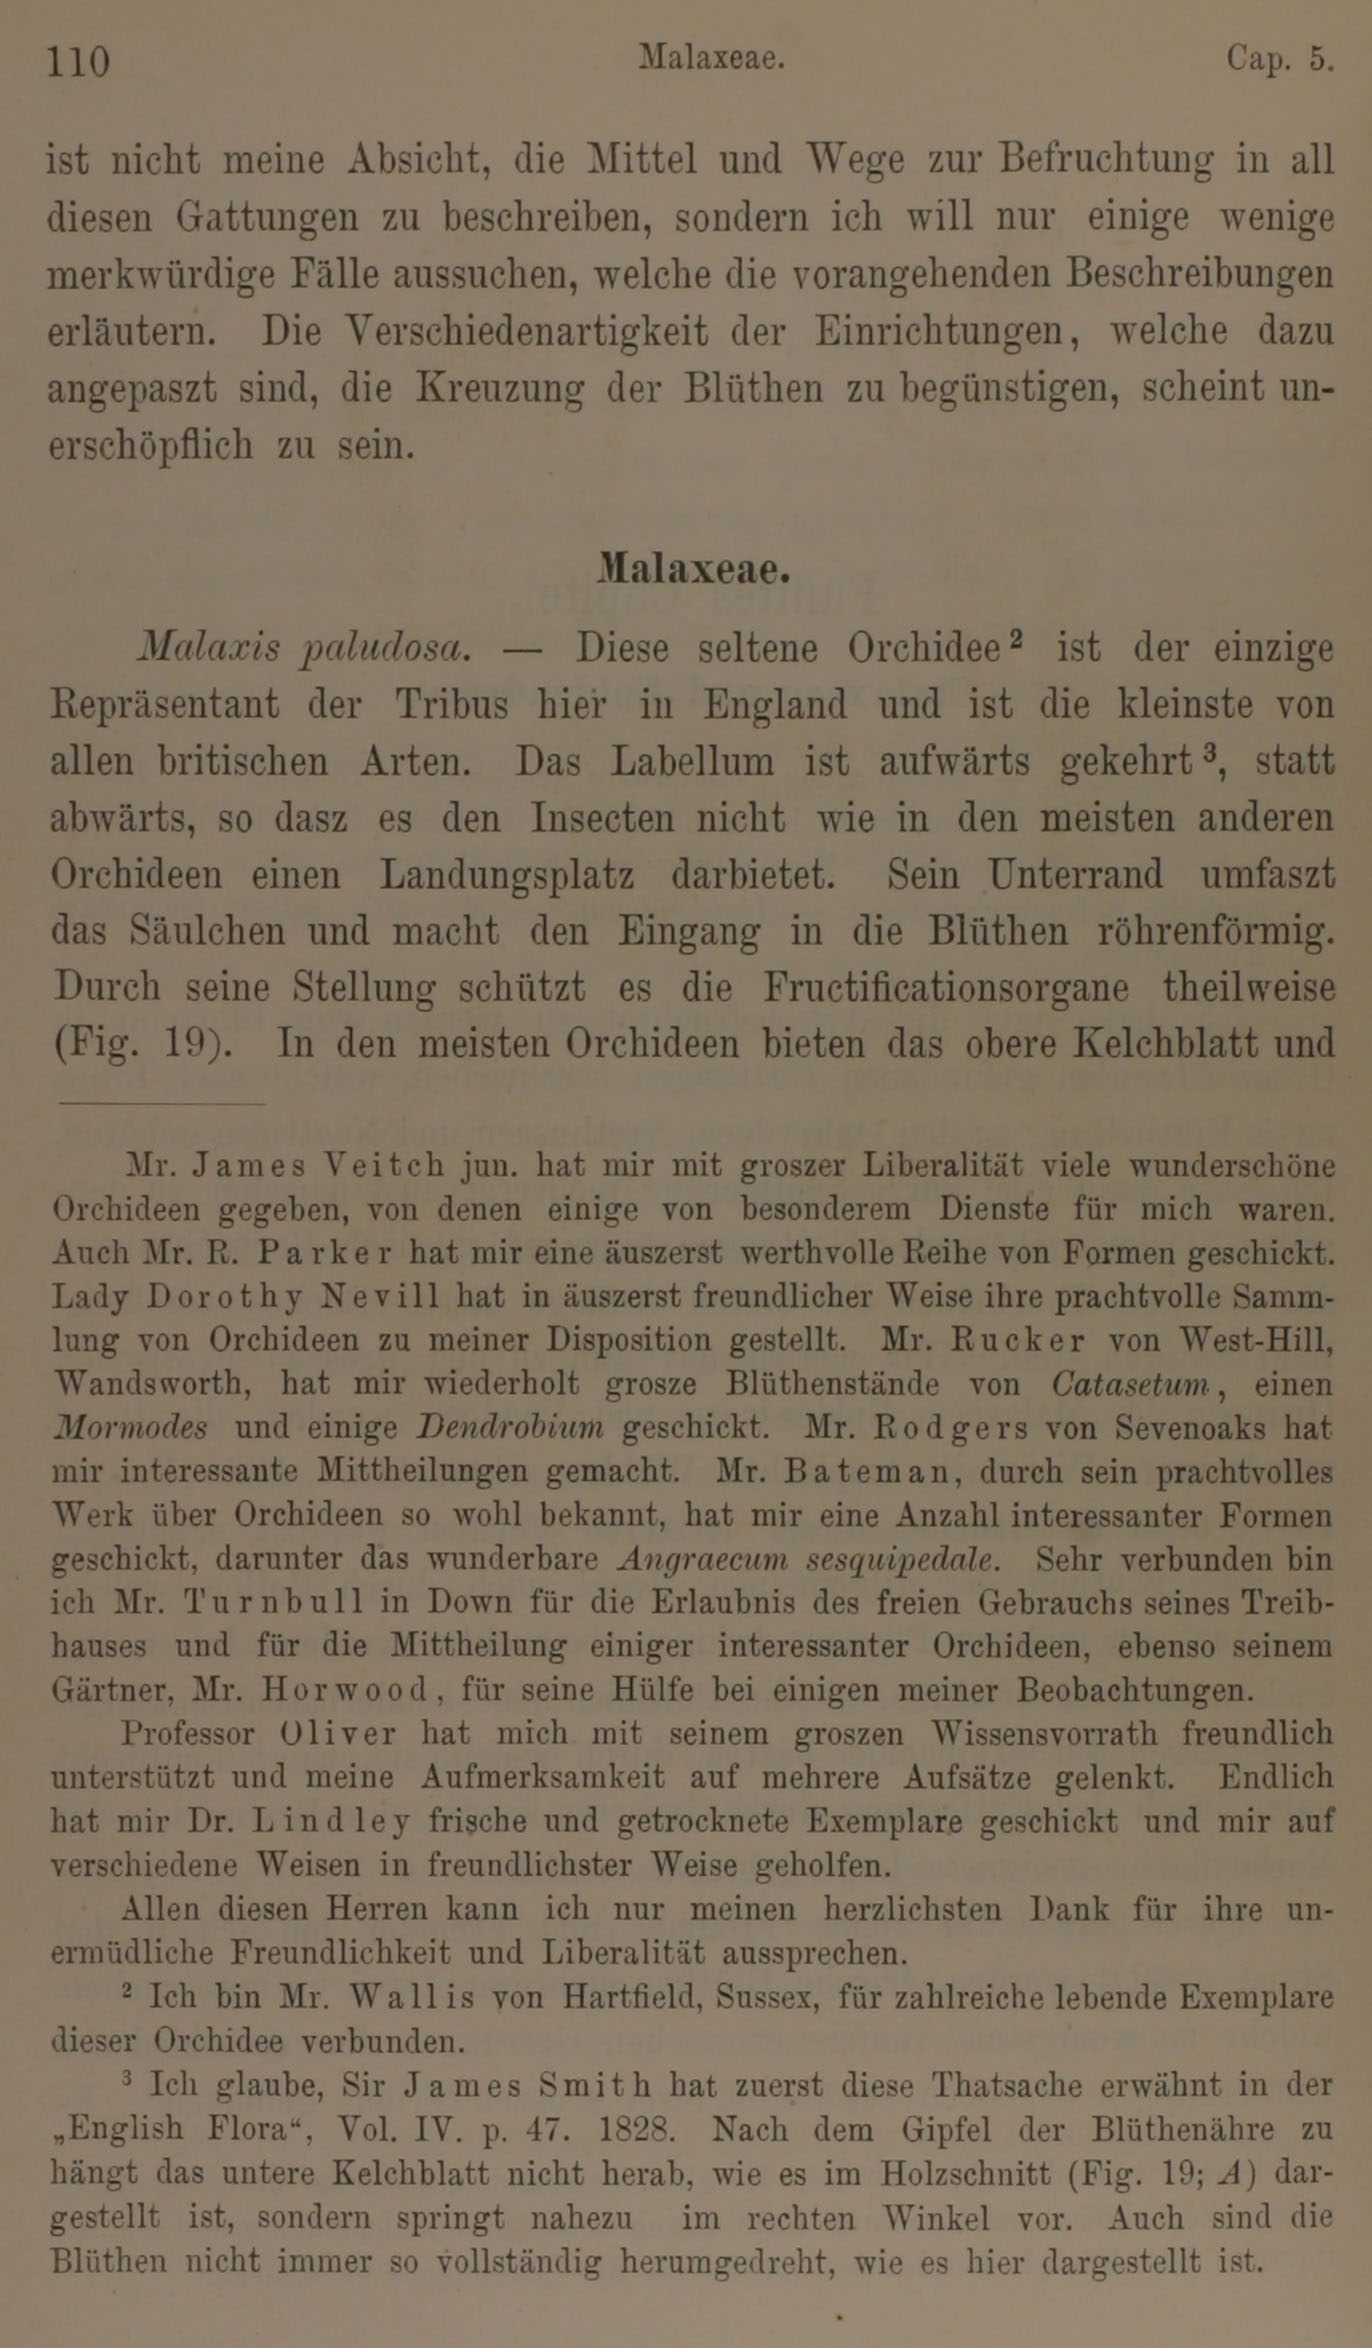 110 Malaxeae. Cap. 5.
ist nicht meine Absicht, die Mittel und Wege zur Befruchtung in all
diesen Gattungen zu beschreiben, sondern ich will nur einige wenige
merkwürdige Fälle aussuchen, welche die vorangehenden Beschreibungen
erläutern. Die Verschiedenartigkeit der Einrichtungen, welche dazu
angepaszt sind, die Kreuzung der Blüthen zu begünstigen, scheint un-
erschöpflich zu sein.
Malaxeae.
Malaxis paludosa. — Diese seltene Orchidee² ist der einzige
Repräsentant der Tribus hier in England und ist die kleinste von
allen britischen Arten. Das Labellum ist aufwärts gekehrt³, statt
abwärts, so dasz es den Insecten nicht wie in den meisten anderen
Orchideen einen Landungsplatz darbietet. Sein Unterrand umfaszt
das Säulchen und macht den Eingang in die Blüthen röhrenförmig.
Durch seine Stellung schützt es die Fructificationsorgane theilweise
(Fig. 19). In den meisten Orchideen bieten das obere Kelchblatt und
Mr. James Veitch jun. hat mir mit groszer Liberalität viele wunderschöne
Orchideen gegeben, von denen einige von besonderem Dienste für mich waren.
Auch Mr. R. Parker hat mir eine äuszerst werthvolle Reihe von Formen geschickt.
Lady Dorothy Nevill hat in äuszerst freundlicher Weise ihre prachtvolle Samm-
lung von Orchideen zu meiner Disposition gestellt. Mr. Rucker von West-Hill,
Wandsworth, hat mir wiederholt grosze Blüthenstände von Catasetum, einen
Mormodes und einige Dendrobium geschickt. Mr. Rodgers von Sevenoaks hat
mir interessante Mittheilungen gemacht. Mr. Bateman, durch sein prachtvolles
Werk über Orchideen so wohl bekannt, hat mir eine Anzahl interessanter Formen
geschickt, darunter das wunderbare Angraecum sesquipedale. Sehr verbunden bin
ich Mr. Turnbull in Down für die Erlaubnis des freien Gebrauchs seines Treib-
hauses und für die Mittheilung einiger interessanter Orchideen, ebenso seinem
Gärtner, Mr. Horwood, für seine Hülfe bei einigen meiner Beobachtungen.
Professor Oliver hat mich mit seinem groszen Wissensvorrath freundlich
unterstützt und meine Aufmerksamkeit auf mehrere Aufsätze gelenkt. Endlich
hat mir Dr. Lindley frische und getrocknete Exemplare geschickt und mir auf
verschiedene Weisen in freundlichster Weise geholfen.
Allen diesen Herren kann ich nur meinen herzlichsten Dank für ihre un-
ermüdliche Freundlichkeit und Liberalität aussprechen.
² Ich bin Mr. Wallis von Hartfield, Sussex, für zahlreiche lebende Exemplare
dieser Orchidee verbunden.
³ Ich glaube, Sir James Smith hat zuerst diese Thatsache erwähnt in der
„English Flora“, Vol. IV. p. 47. 1828. Nach dem Gipfel der Blüthenähre zu
hängt das untere Kelchblatt nicht herab, wie es im Holzschnitt (Fig. 19; A) dar-
gestellt ist, sondern springt nahezu im rechten Winkel vor. Auch sind die
Blüthen nicht immer so vollständig herumgedreht, wie es hier dargestellt ist.